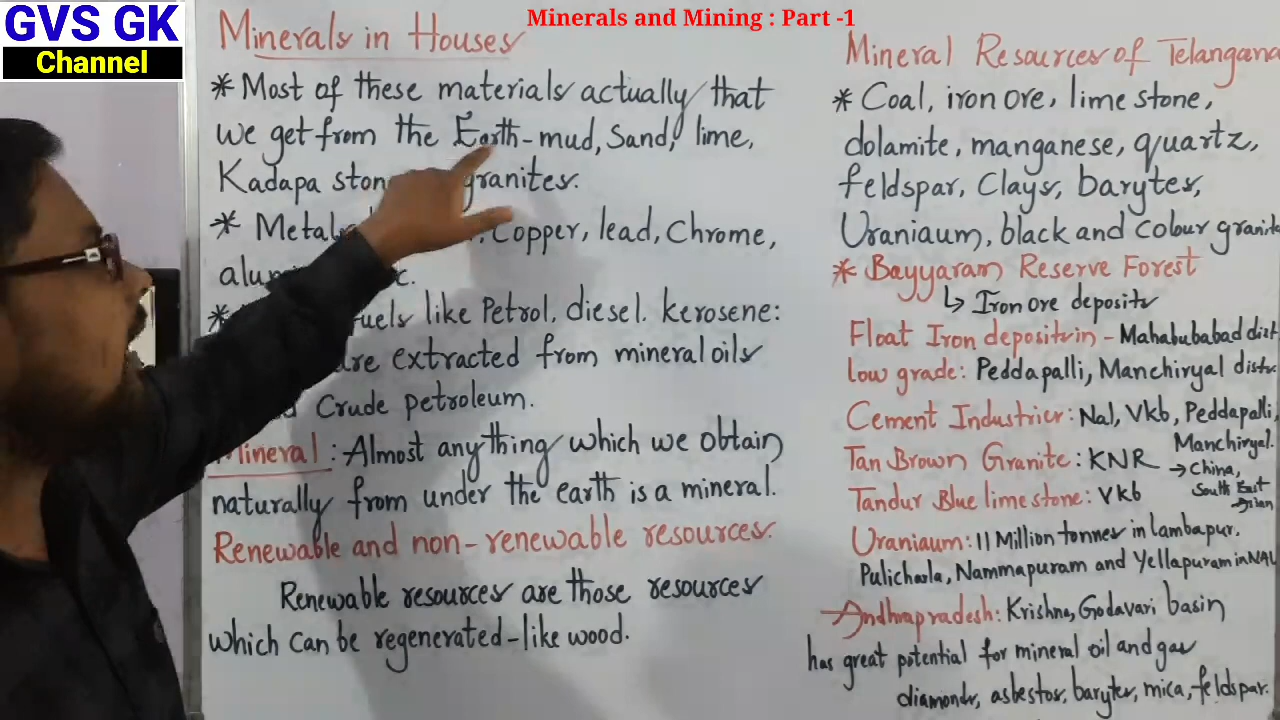 GVS GK
Channel
Minerals and Mining : Part -1
Minerals in Houses
* Most of these materials actually that
we get from the Earth-mud, Sand, lime,
Kadapa granites.
* Copper, lead, Chrome,
* fuels like Petrol, diesel. kerosene:
are extracted from mineral oils
Crude petroleum.
Mineral : Almost anything which we obtain
naturally from under the earth is a mineral.
Renewable and non-renewable resources.
Renewable resources are those resources
which can be regenerated-like wood.
Mineral Resources of Telangana
* Coal, iron ore, lime stone,
dolamite, manganese, quartz,
feldspar, Clays, barytes,
Uraniaum, black and colour granite
* Bayyaram Reserve Forest
↳ Iron ore deposits
Float Iron deposits in - Mahabubabad dist
Low grade: Peddapalli, Manchiryal dists
Cement Industries: Nal, Vkb, Peddapalli,
Manchiryal.
Tan Brown Granite: KNR → China,
South East
Tandur Blue lime stone: Vkb
Uraniaum: 11 Million tonnes in lambapur,
Pulicharla, Nammapuram and Yellapuram in NAL
→ Andhrapradesh: Krishna, Godavari basin
has great potential for mineral oil and gas
diamonds, asbestos, barytes, mica, feldspar.